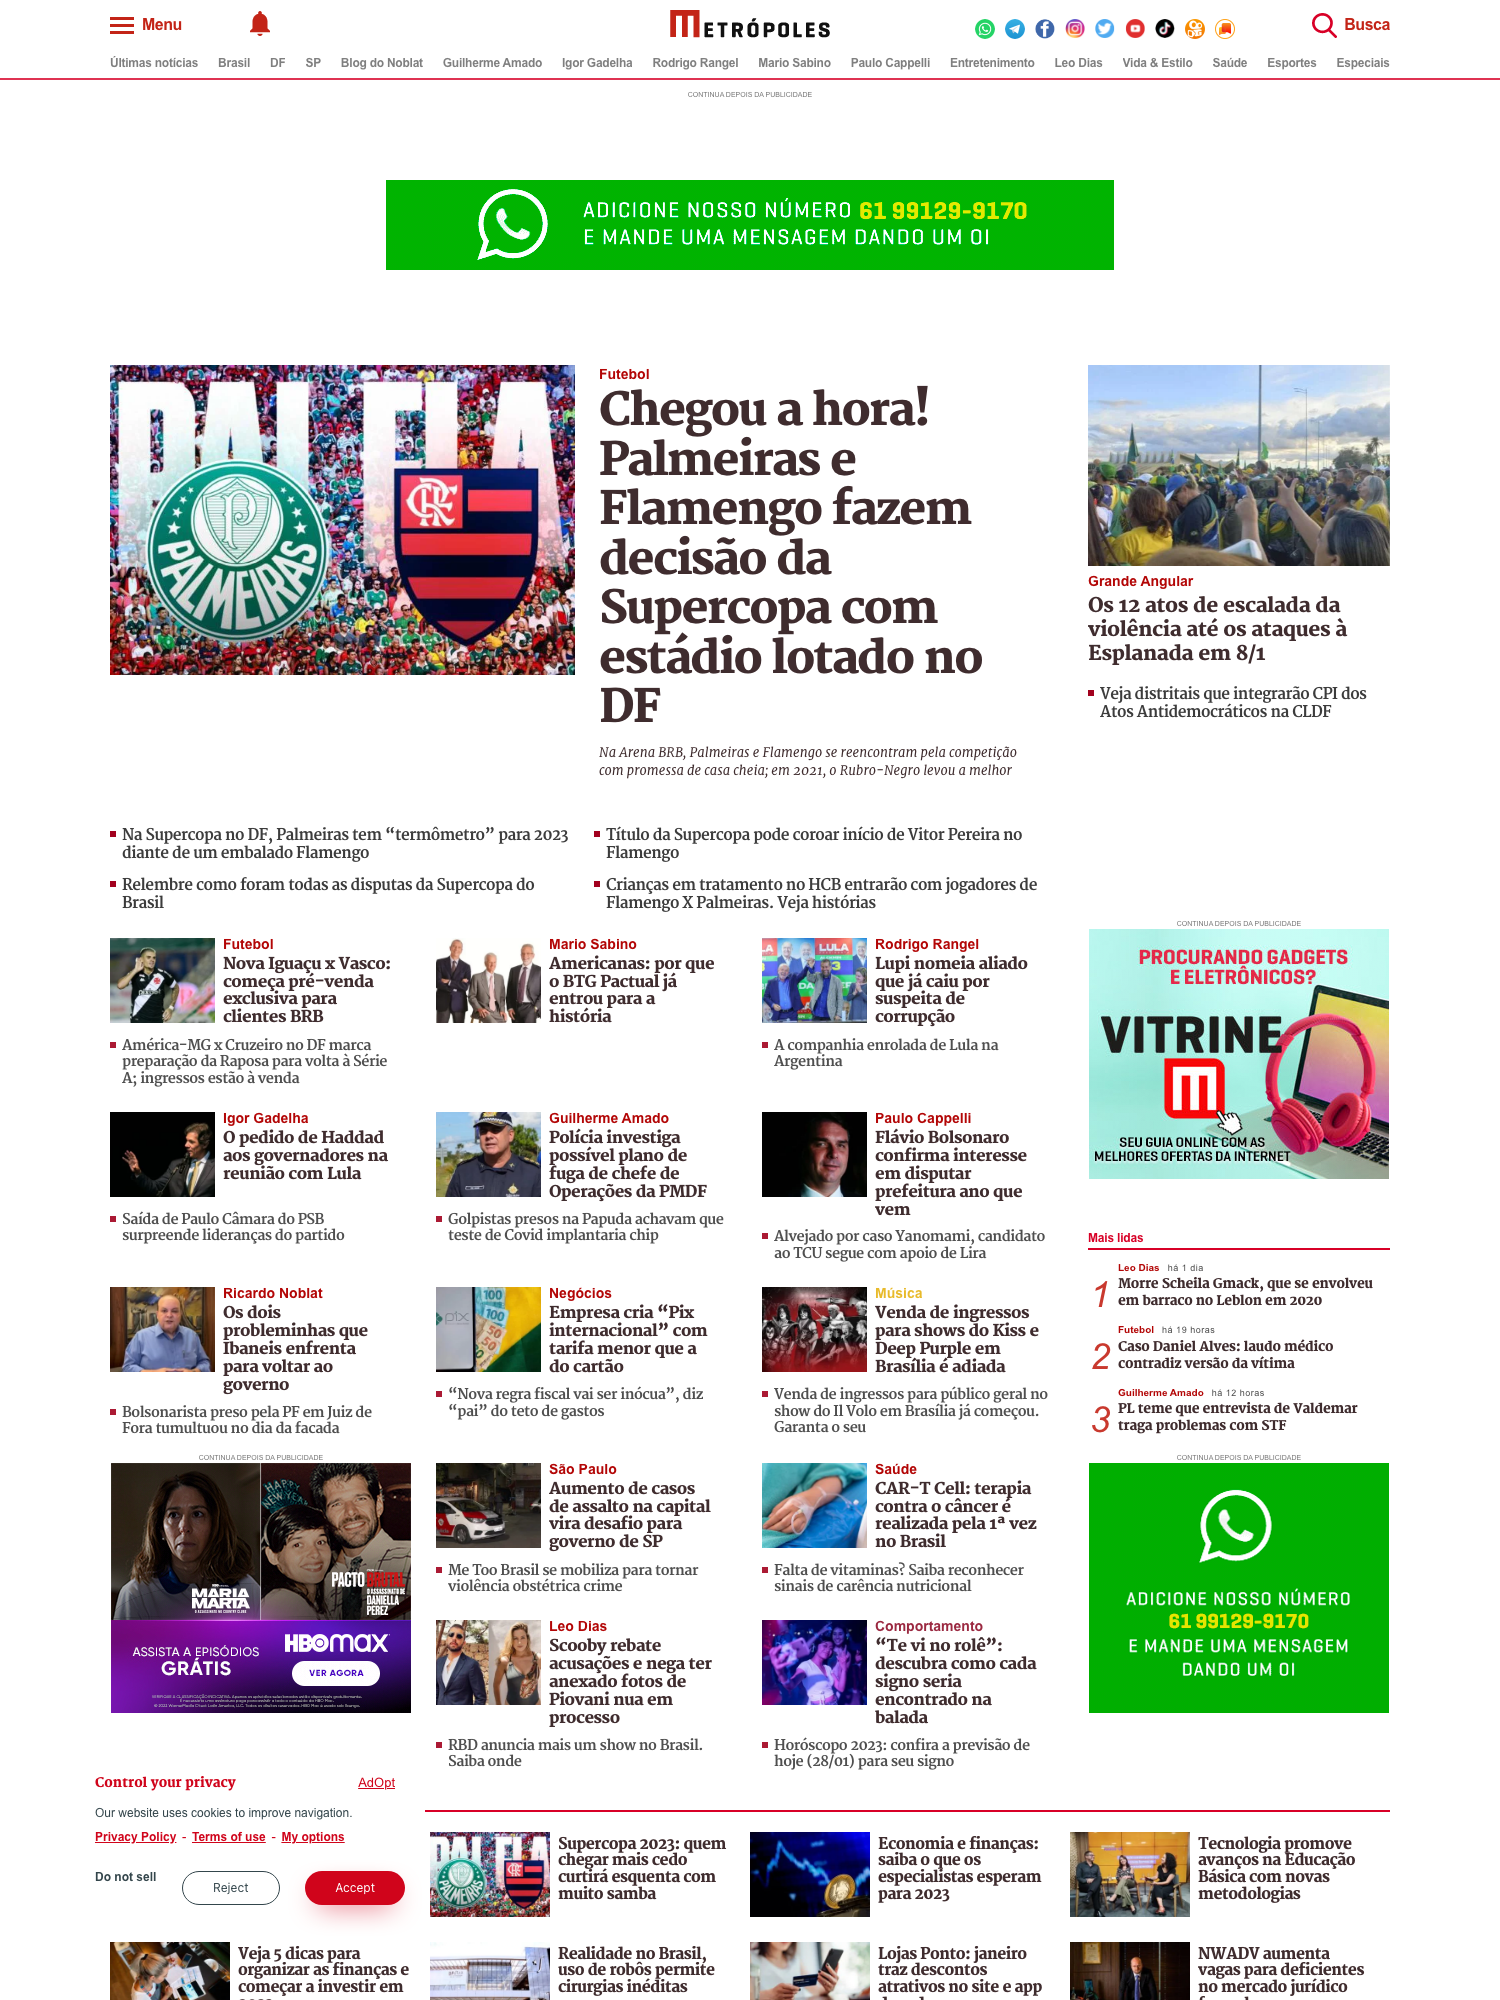 Menu
METRÓPOLES
Busca
Últimas notícias Brasil DF SP Blog do Noblat Guilherme Amado Igor Gadelha Rodrigo Rangel Mario Sabino Paulo Cappelli Entretenimento Leo Dias Vida & Estilo Saúde Esportes Especiais
CONTINUA DEPOIS DA PUBLICIDADE
ADICIONE NOSSO NÚMERO 61 99129-9170
E MANDE UMA MENSAGEM DANDO UM OI
PALMEIRAS
Futebol
Chegou a hora!
Palmeiras e
Flamengo fazem
decisão da
Supercopa com
estádio lotado no
DF
Na Arena BRB, Palmeiras e Flamengo se reencontram pela competição
com promessa de casa cheia; em 2021, o Rubro-Negro levou a melhor
Grande Angular
Os 12 atos de escalada da
violência até os ataques à
Esplanada em 8/1
Veja distritais que integrarão CPI dos
Atos Antidemocráticos na CLDF
Na Supercopa no DF, Palmeiras tem “termômetro” para 2023
diante de um embalado Flamengo
Título da Supercopa pode coroar início de Vitor Pereira no
Flamengo
Relembre como foram todas as disputas da Supercopa do
Brasil
Crianças em tratamento no HCB entrarão com jogadores de
Flamengo X Palmeiras. Veja histórias
Futebol
Nova Iguaçu x Vasco:
começa pré-venda
exclusiva para
clientes BRB
América-MG x Cruzeiro no DF marca
preparação da Raposa para volta à Série
A; ingressos estão à venda
Mario Sabino
Americanas: por que
o BTG Pactual já
entrou para a
história
LULA
Rodrigo Rangel
Lupi nomeia aliado
que já caiu por
suspeita de
corrupção
A companhia enrolada de Lula na
Argentina
CONTINUA DEPOIS DA PUBLICIDADE
PROCURANDO GADGETS
E ELETRÔNICOS?
VITRINE
M
SEU GUIA ONLINE COM AS
MELHORES OFERTAS DA INTERNET
Igor Gadelha
O pedido de Haddad
aos governadores na
reunião com Lula
Saída de Paulo Câmara do PSB
surpreende lideranças do partido
Guilherme Amado
Polícia investiga
possível plano de
fuga de chefe de
Operações da PMDF
Golpistas presos na Papuda achavam que
teste de Covid implantaria chip
Paulo Cappelli
Flávio Bolsonaro
confirma interesse
em disputar
prefeitura ano que
vem
Alvejado por caso Yanomami, candidato
ao TCU segue com apoio de Lira
Mais lidas
1
Leo Dias há 1 dia
Morre Scheila Gmack, que se envolveu
em barraco no Leblon em 2020
2
Futebol há 19 horas
Caso Daniel Alves: laudo médico
contradiz versão da vítima
3
Guilherme Amado há 12 horas
PL teme que entrevista de Valdemar
traga problemas com STF
Ricardo Noblat
Os dois
probleminhas que
Ibaneis enfrenta
para voltar ao
governo
Bolsonarista preso pela PF em Juiz de
Fora tumultuou no dia da facada
pix
100
100
50
50
Negócios
Empresa cria “Pix
internacional” com
tarifa menor que a
do cartão
“Nova regra fiscal vai ser inócua”, diz
“pai” do teto de gastos
Música
Venda de ingressos
para shows do Kiss e
Deep Purple em
Brasília é adiada
Venda de ingressos para público geral no
show do Il Volo em Brasília já começou.
Garanta o seu
CONTINUA DEPOIS DA PUBLICIDADE
HAPPY
NEW YEAR
MARIA
MARTA
PACTO BRUTAL
O ASSASSINATO DE
DANIELLA
PEREZ
ASSISTA A EPISÓDIOS
GRÁTIS
HBOmax
VER AGORA
São Paulo
Aumento de casos
de assalto na capital
vira desafio para
governo de SP
Me Too Brasil se mobiliza para tornar
violência obstétrica crime
Saúde
CAR-T Cell: terapia
contra o câncer é
realizada pela 1ª vez
no Brasil
Falta de vitaminas? Saiba reconhecer
sinais de carência nutricional
CONTINUA DEPOIS DA PUBLICIDADE
ADICIONE NOSSO NÚMERO
61 99129-9170
E MANDE UMA MENSAGEM
DANDO UM OI
Leo Dias
Scooby rebate
acusações e nega ter
anexado fotos de
Piovani nua em
processo
RBD anuncia mais um show no Brasil.
Saiba onde
Comportamento
“Te vi no rolê”:
descubra como cada
signo seria
encontrado na
balada
Horóscopo 2023: confira a previsão de
hoje (28/01) para seu signo
Control your privacy
AdOpt
Our website uses cookies to improve navigation.
Privacy Policy - Terms of use - My options
Do not sell
Reject
Accept
Supercopa 2023: quem
chegar mais cedo
curtirá esquenta com
muito samba
Economia e finanças:
saiba o que os
especialistas esperam
para 2023
Tecnologia promove
avanços na Educação
Básica com novas
metodologias
Veja 5 dicas para
organizar as finanças e
começar a investir em
Realidade no Brasil,
uso de robôs permite
cirurgias inéditas
Lojas Ponto: janeiro
traz descontos
atrativos no site e app
NWADV aumenta
vagas para deficientes
no mercado jurídico